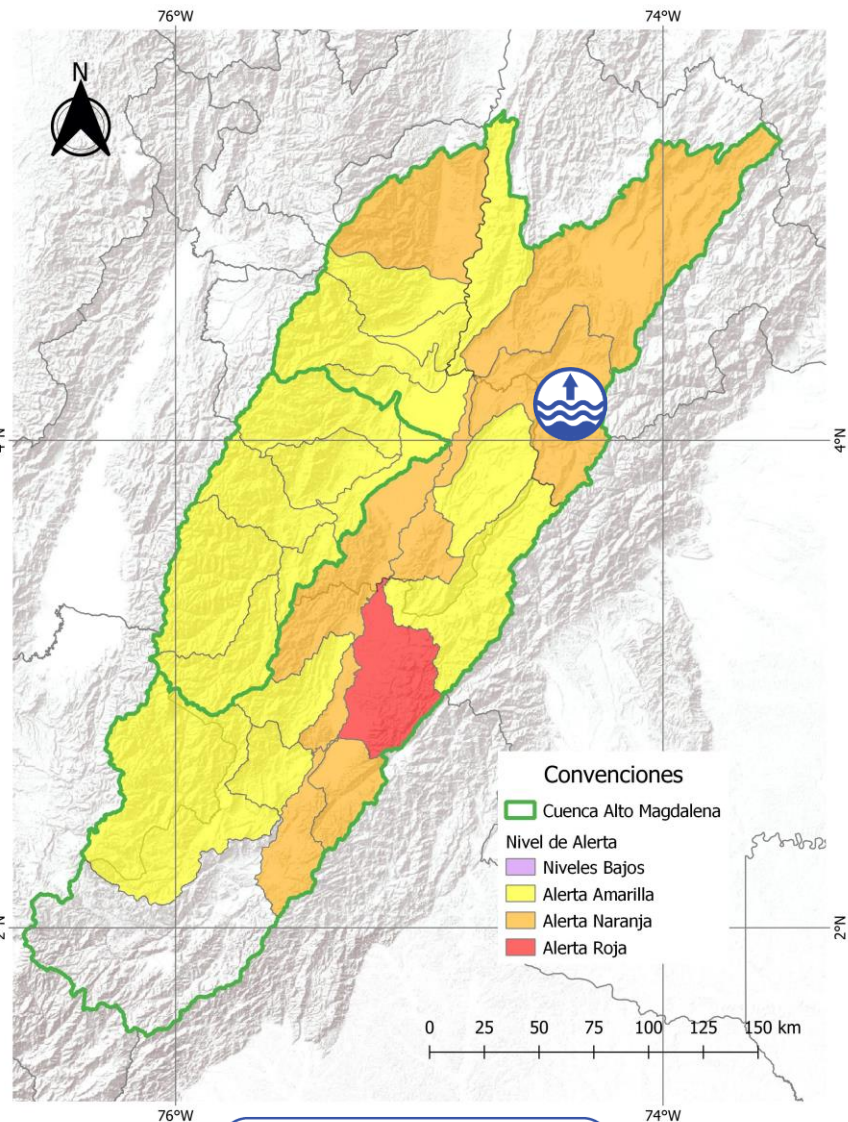 76°W 74°W
N
4°N 4°N
Convenciones
Cuenca Alto Magdalena
Nivel de Alerta
Niveles Bajos
Alerta Amarilla
Alerta Naranja
Alerta Roja
2°N 2°N
0 25 50 75 100 125 150 km
76°W 74°W